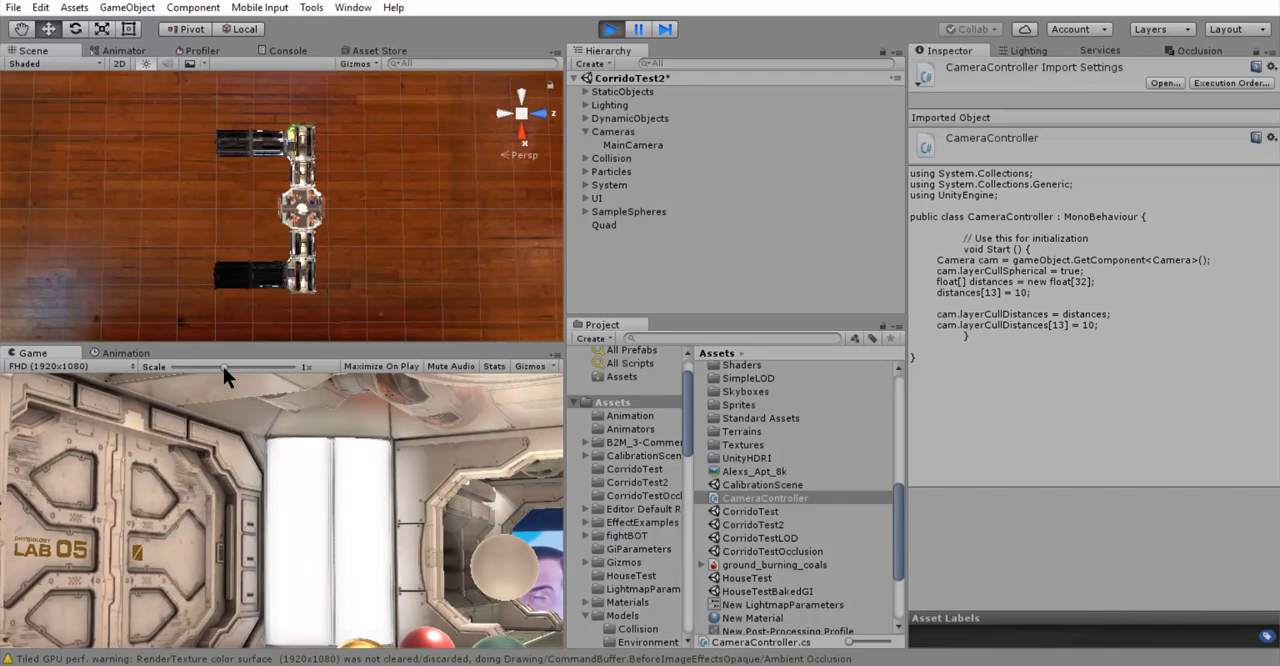 File Edit Assets GameObject Component Mobile Input Tools Window Help
Pivot Local Collab Account Layers Layout
Scene Animator Profiler Console Asset Store
Shaded 2D Gizmos All
x z
Persp
Game Animation
FHD (1920x1080) Scale 1x Maximize On Play Mute Audio Stats Gizmos
LAB 05
Hierarchy
Create All
CorridoTest2*
StaticObjects
Lighting
DynamicObjects
Cameras
MainCamera
Collision
Particles
System
UI
SampleSpheres
Quad
Project
Create
All Prefabs
All Scripts
Assets
Assets
Animation
Animators
B2M_3-Commer
CalibrationScen
CorridoTest
CorridoTest2
CorridoTestOccl
Editor Default R
EffectExamples
fightBOT
GiParameters
Gizmos
HouseTest
LightmapParam
Materials
Models
Collision
Environment
Assets
Shaders
SimpleLOD
Skyboxes
Sprites
Standard Assets
Terrains
Textures
UnityHDRI
Alexs_Apt_8k
CalibrationScene
CameraController
CorridoTest
CorridoTest2
CorridoTestLOD
CorridoTestOcclusion
ground_burning_coals
HouseTest
HouseTestBakedGI
New LightmapParameters
New Material
New Post-Processing Profile
CameraController.cs
Inspector Lighting Services Occlusion
CameraController Import Settings
Open... Execution Order...
Imported Object
CameraController
using System.Collections;
using System.Collections.Generic;
using UnityEngine;
public class CameraController : MonoBehaviour {
// Use this for initialization
void Start () {
Camera cam = gameObject.GetComponent<Camera>();
cam.layerCullSpherical = true;
float[] distances = new float[32];
distances[13] = 10;
cam.layerCullDistances = distances;
cam.layerCullDistances[13] = 10;
}
}
Asset Labels
Tiled GPU perf. warning: RenderTexture color surface (1920x1080) was not cleared/discarded, doing Drawing/CommandBuffer.BeforeImageEffectsOpaque/Ambient Occlusion